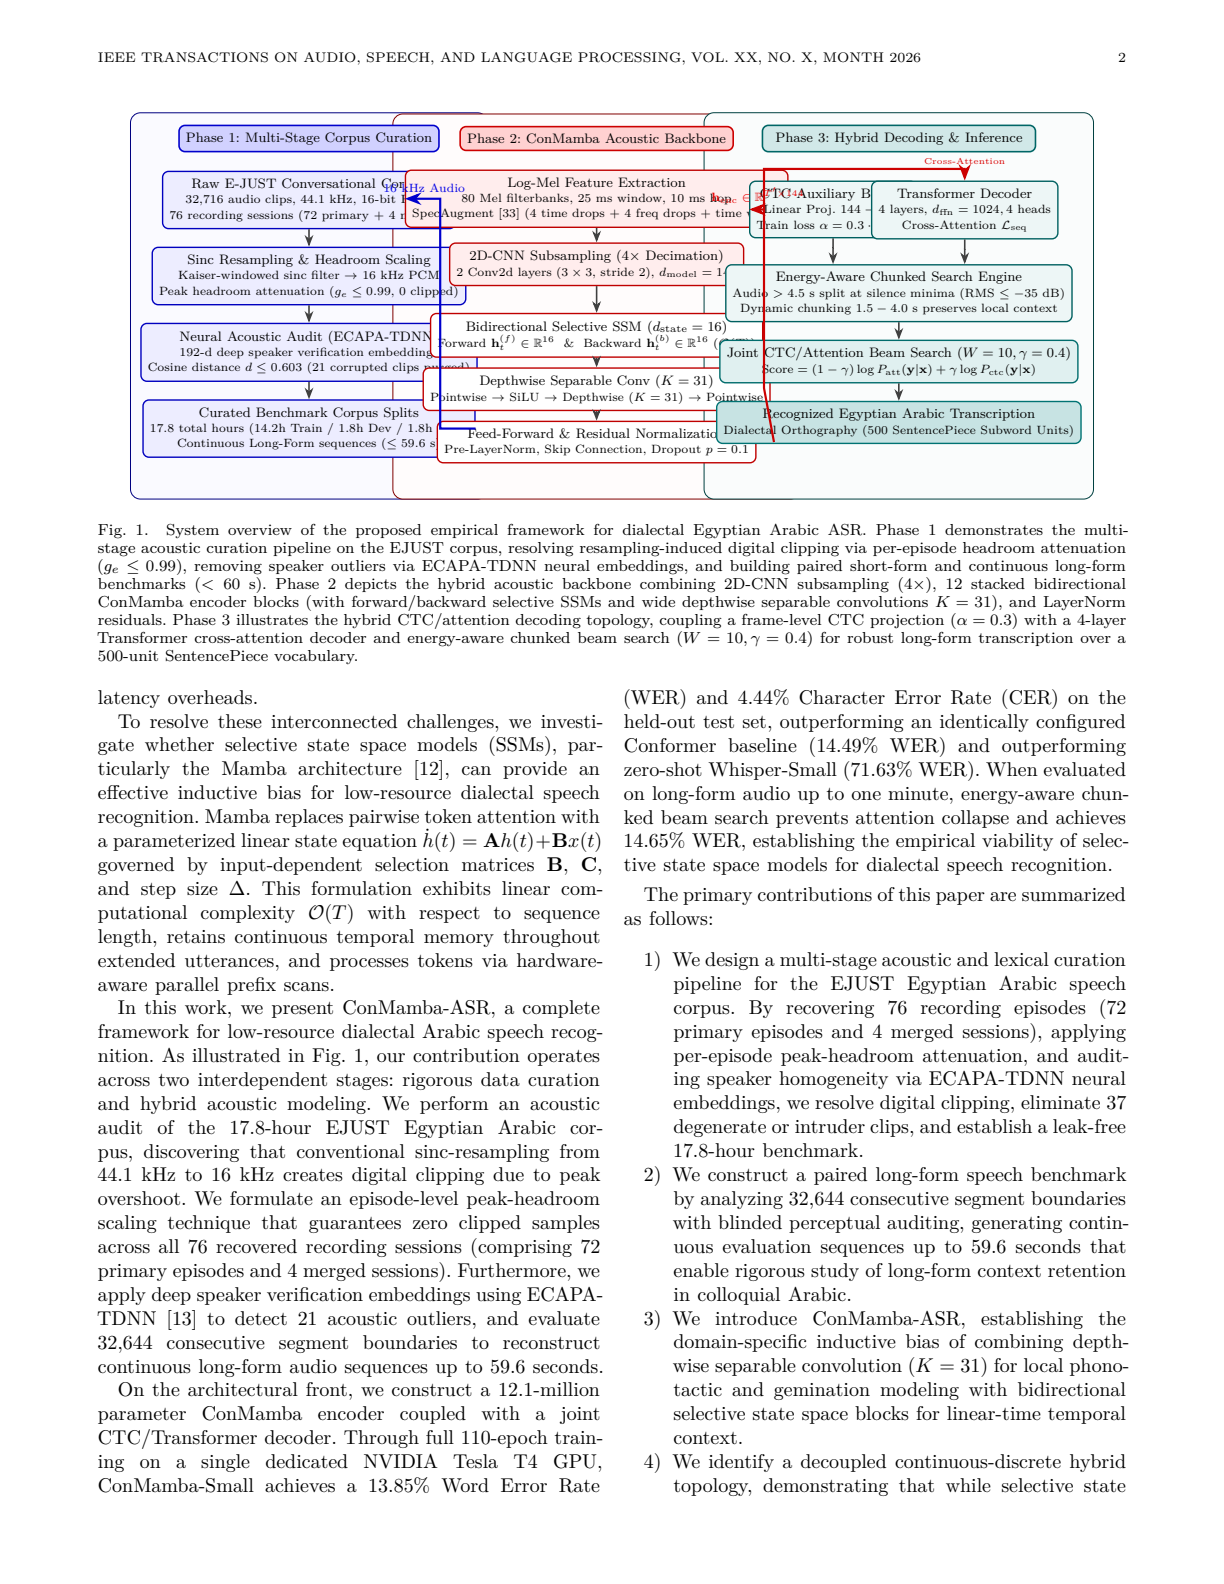 IEEE TRANSACTIONS ON AUDIO, SPEECH, AND LANGUAGE PROCESSING, VOL. XX, NO. X, MONTH 2026 2
Phase 1: Multi-Stage Corpus Curation
Raw E-JUST Conversational
32,716 audio clips, 44.1 kHz, 16-bit
76 recording sessions (72 primary + 4
Sinc Resampling & Headroom Scaling
Kaiser-windowed sinc filter → 16 kHz PCM
Peak headroom attenuation (gₑ ≤ 0.99, 0 clipped)
Neural Acoustic Audit (ECAPA-TDNN
192-d deep speaker verification embedding
Cosine distance d ≤ 0.603 (21 corrupted clips
Curated Benchmark Corpus Splits
17.8 total hours (14.2h Train / 1.8h Dev / 1.8h
Continuous Long-Form sequences (≤ 59.6 s
16 kHz Audio
Phase 2: ConMamba Acoustic Backbone
Log-Mel Feature Extraction
80 Mel filterbanks, 25 ms window, 10 ms hop
SpecAugment [33] (4 time drops + 4 freq drops + time
2D-CNN Subsampling (4× Decimation)
2 Conv2d layers (3 × 3, stride 2), d_model =
Bidirectional Selective SSM (d_state = 16)
Forward h_t^(f) ∈ ℝ¹⁶ & Backward h_t^(b) ∈ ℝ¹⁶
Depthwise Separable Conv (K = 31)
Pointwise → SiLU → Depthwise (K = 31) → Pointwise
Feed-Forward & Residual Normalizatio
Pre-LayerNorm, Skip Connection, Dropout p = 0.1
Phase 3: Hybrid Decoding & Inference
Cross-Attention
CTC Auxiliary B
Linear Proj. 144
Train loss α = 0.3
Transformer Decoder
4 layers, d_ffn = 1024, 4 heads
Cross-Attention ℒ_seq
Energy-Aware Chunked Search Engine
Audio > 4.5 s split at silence minima (RMS ≤ −35 dB)
Dynamic chunking 1.5 − 4.0 s preserves local context
Joint CTC/Attention Beam Search (W = 10, γ = 0.4)
Score = (1 − γ) log P_att(y|x) + γ log P_ctc(y|x)
Recognized Egyptian Arabic Transcription
Dialectal Orthography (500 SentencePiece Subword Units)
Fig. 1. System overview of the proposed empirical framework for dialectal Egyptian Arabic ASR. Phase 1 demonstrates the multi-
stage acoustic curation pipeline on the EJUST corpus, resolving resampling-induced digital clipping via per-episode headroom attenuation
(gₑ ≤ 0.99), removing speaker outliers via ECAPA-TDNN neural embeddings, and building paired short-form and continuous long-form
benchmarks (< 60 s). Phase 2 depicts the hybrid acoustic backbone combining 2D-CNN subsampling (4×), 12 stacked bidirectional
ConMamba encoder blocks (with forward/backward selective SSMs and wide depthwise separable convolutions K = 31), and LayerNorm
residuals. Phase 3 illustrates the hybrid CTC/attention decoding topology, coupling a frame-level CTC projection (α = 0.3) with a 4-layer
Transformer cross-attention decoder and energy-aware chunked beam search (W = 10, γ = 0.4) for robust long-form transcription over a
500-unit SentencePiece vocabulary.
latency overheads.
To resolve these interconnected challenges, we investi-
gate whether selective state space models (SSMs), par-
ticularly the Mamba architecture [12], can provide an
effective inductive bias for low-resource dialectal speech
recognition. Mamba replaces pairwise token attention with
a parameterized linear state equation ḣ(t) = Ah(t)+Bx(t)
governed by input-dependent selection matrices B, C,
and step size Δ. This formulation exhibits linear com-
putational complexity 𝒪(T) with respect to sequence
length, retains continuous temporal memory throughout
extended utterances, and processes tokens via hardware-
aware parallel prefix scans.
In this work, we present ConMamba-ASR, a complete
framework for low-resource dialectal Arabic speech recog-
nition. As illustrated in Fig. 1, our contribution operates
across two interdependent stages: rigorous data curation
and hybrid acoustic modeling. We perform an acoustic
audit of the 17.8-hour EJUST Egyptian Arabic cor-
pus, discovering that conventional sinc-resampling from
44.1 kHz to 16 kHz creates digital clipping due to peak
overshoot. We formulate an episode-level peak-headroom
scaling technique that guarantees zero clipped samples
across all 76 recovered recording sessions (comprising 72
primary episodes and 4 merged sessions). Furthermore, we
apply deep speaker verification embeddings using ECAPA-
TDNN [13] to detect 21 acoustic outliers, and evaluate
32,644 consecutive segment boundaries to reconstruct
continuous long-form audio sequences up to 59.6 seconds.
On the architectural front, we construct a 12.1-million
parameter ConMamba encoder coupled with a joint
CTC/Transformer decoder. Through full 110-epoch train-
ing on a single dedicated NVIDIA Tesla T4 GPU,
ConMamba-Small achieves a 13.85% Word Error Rate
(WER) and 4.44% Character Error Rate (CER) on the
held-out test set, outperforming an identically configured
Conformer baseline (14.49% WER) and outperforming
zero-shot Whisper-Small (71.63% WER). When evaluated
on long-form audio up to one minute, energy-aware chun-
ked beam search prevents attention collapse and achieves
14.65% WER, establishing the empirical viability of selec-
tive state space models for dialectal speech recognition.
The primary contributions of this paper are summarized
as follows:
1) We design a multi-stage acoustic and lexical curation
pipeline for the EJUST Egyptian Arabic speech
corpus. By recovering 76 recording episodes (72
primary episodes and 4 merged sessions), applying
per-episode peak-headroom attenuation, and audit-
ing speaker homogeneity via ECAPA-TDNN neural
embeddings, we resolve digital clipping, eliminate 37
degenerate or intruder clips, and establish a leak-free
17.8-hour benchmark.
2) We construct a paired long-form speech benchmark
by analyzing 32,644 consecutive segment boundaries
with blinded perceptual auditing, generating contin-
uous evaluation sequences up to 59.6 seconds that
enable rigorous study of long-form context retention
in colloquial Arabic.
3) We introduce ConMamba-ASR, establishing the
domain-specific inductive bias of combining depth-
wise separable convolution (K = 31) for local phono-
tactic and gemination modeling with bidirectional
selective state space blocks for linear-time temporal
context.
4) We identify a decoupled continuous-discrete hybrid
topology, demonstrating that while selective state